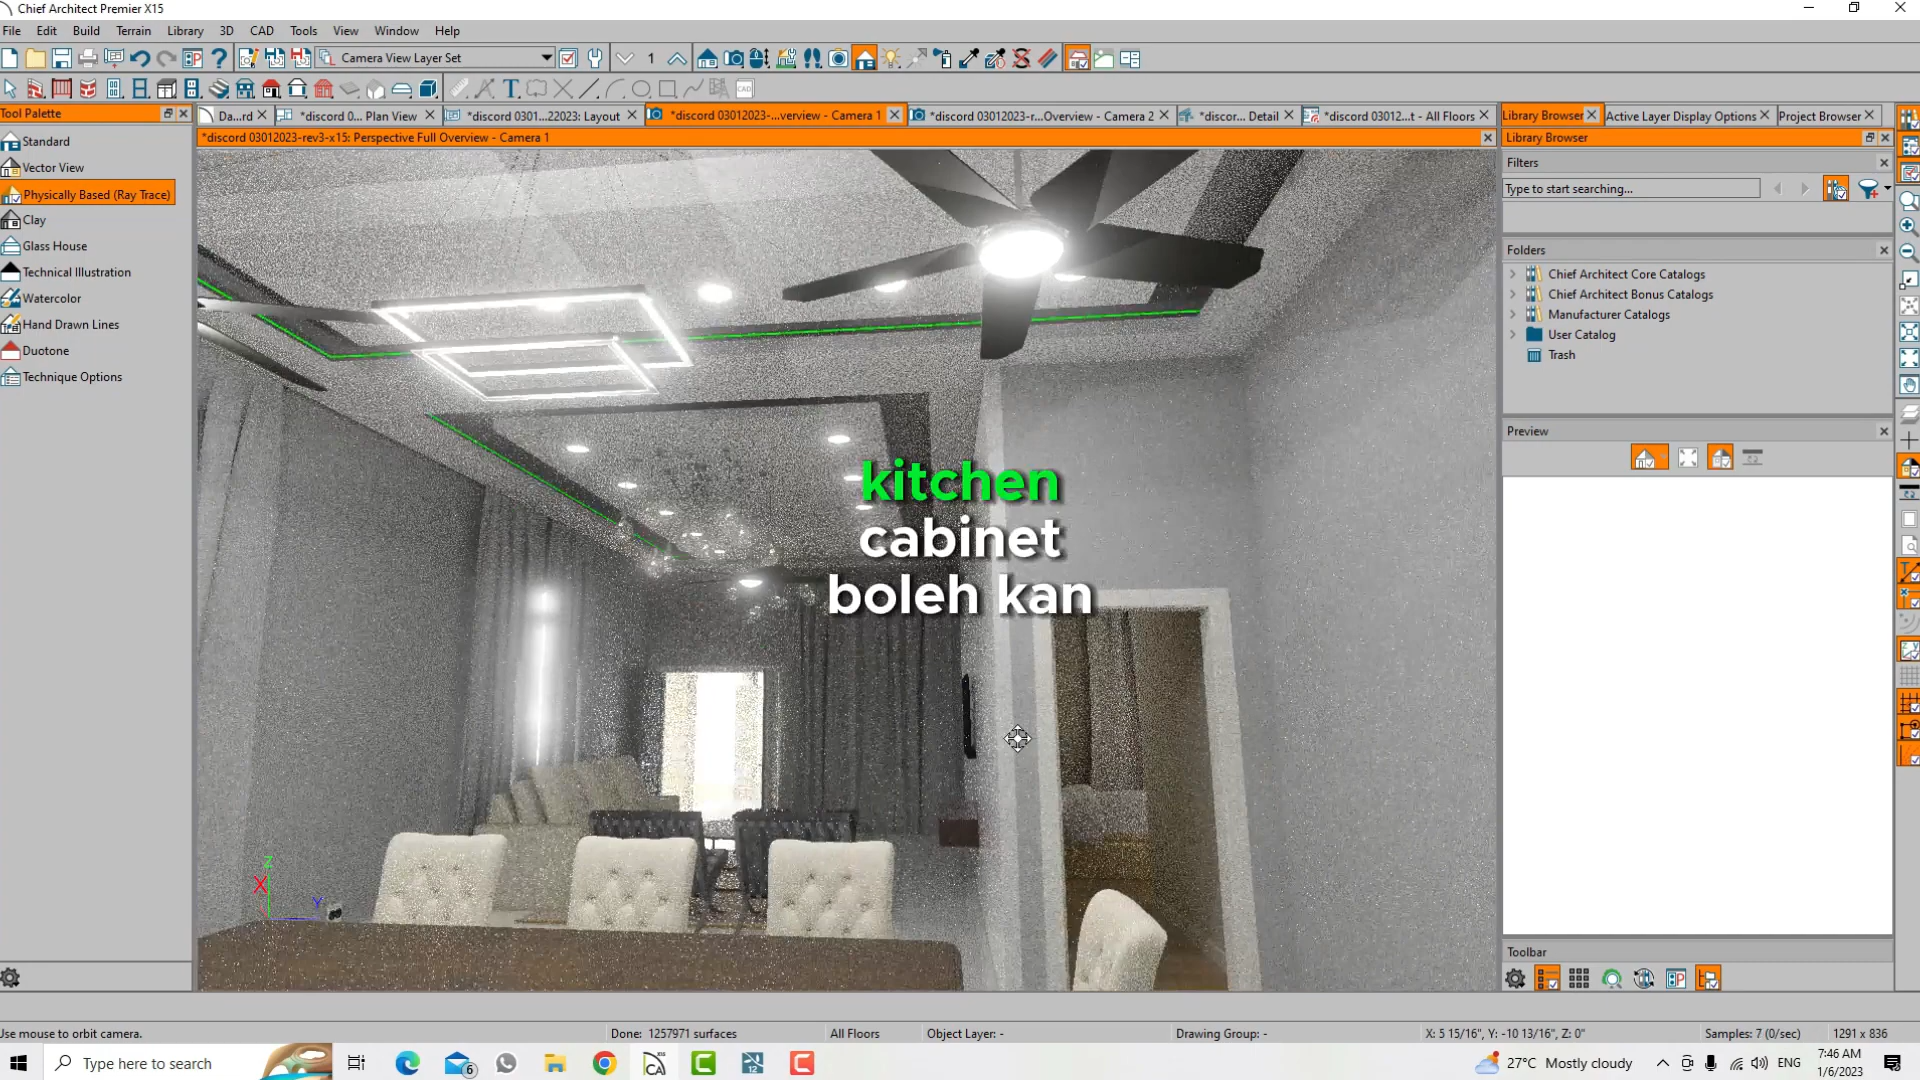 Chief Architect Premier X15
File Edit Build Terrain Library 3D CAD Tools View Window Help
Camera View Layer Set 1
Tool Palette
Da...rd
*discord 0... Plan View
*discord 0301...22023: Layout
*discord 03012023-...verview - Camera 1
*discord 03012023-r...Overview - Camera 2
*discor... Detail
*discord 03012...t - All Floors
Library Browser
Active Layer Display Options
Project Browser
*discord 03012023-rev3-x15: Perspective Full Overview - Camera 1
Library Browser
Standard
Vector View
Physically Based (Ray Trace)
Clay
Glass House
Technical Illustration
Watercolor
Hand Drawn Lines
Duotone
Technique Options
kitchen
cabinet
boleh kan
Z
X
Y
Filters
Type to start searching...
Folders
Chief Architect Core Catalogs
Chief Architect Bonus Catalogs
Manufacturer Catalogs
User Catalog
Trash
Preview
Toolbar
Use mouse to orbit camera.
Done: 1257971 surfaces
All Floors
Object Layer: -
Drawing Group: -
X: 5 15/16", Y: -10 13/16", Z: 0"
Samples: 7 (0/sec)
1291 x 836
Type here to search
6
27°C Mostly cloudy
ENG
7:46 AM
1/6/2023